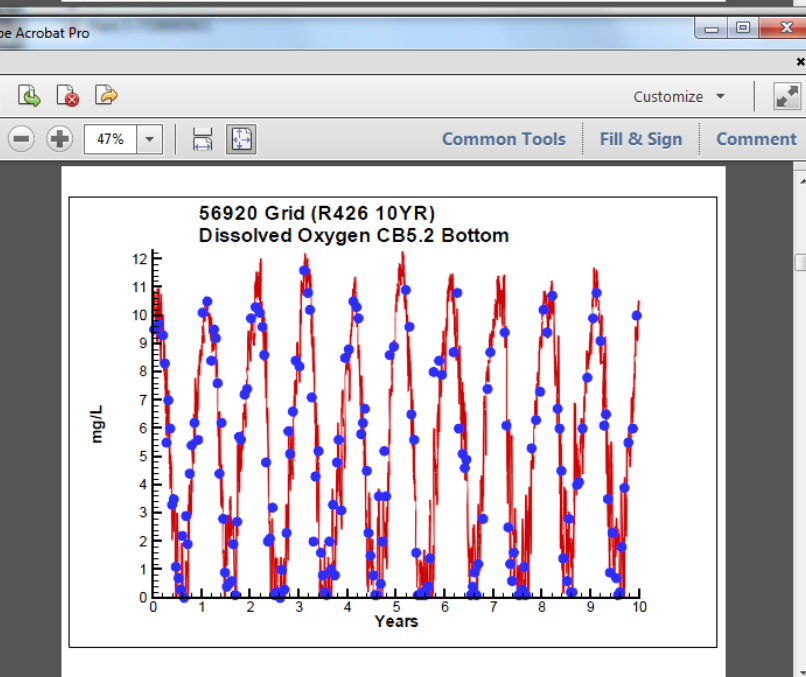 be Acrobat Pro
Customize
47%
Common Tools
Fill & Sign
Comment
56920 Grid (R426 10YR)
Dissolved Oxygen CB5.2 Bottom
mg/L
12
11
10
9
8
7
6
5
4
3
2
1
0
0 1 2 3 4 5 6 7 8 9 10
Years